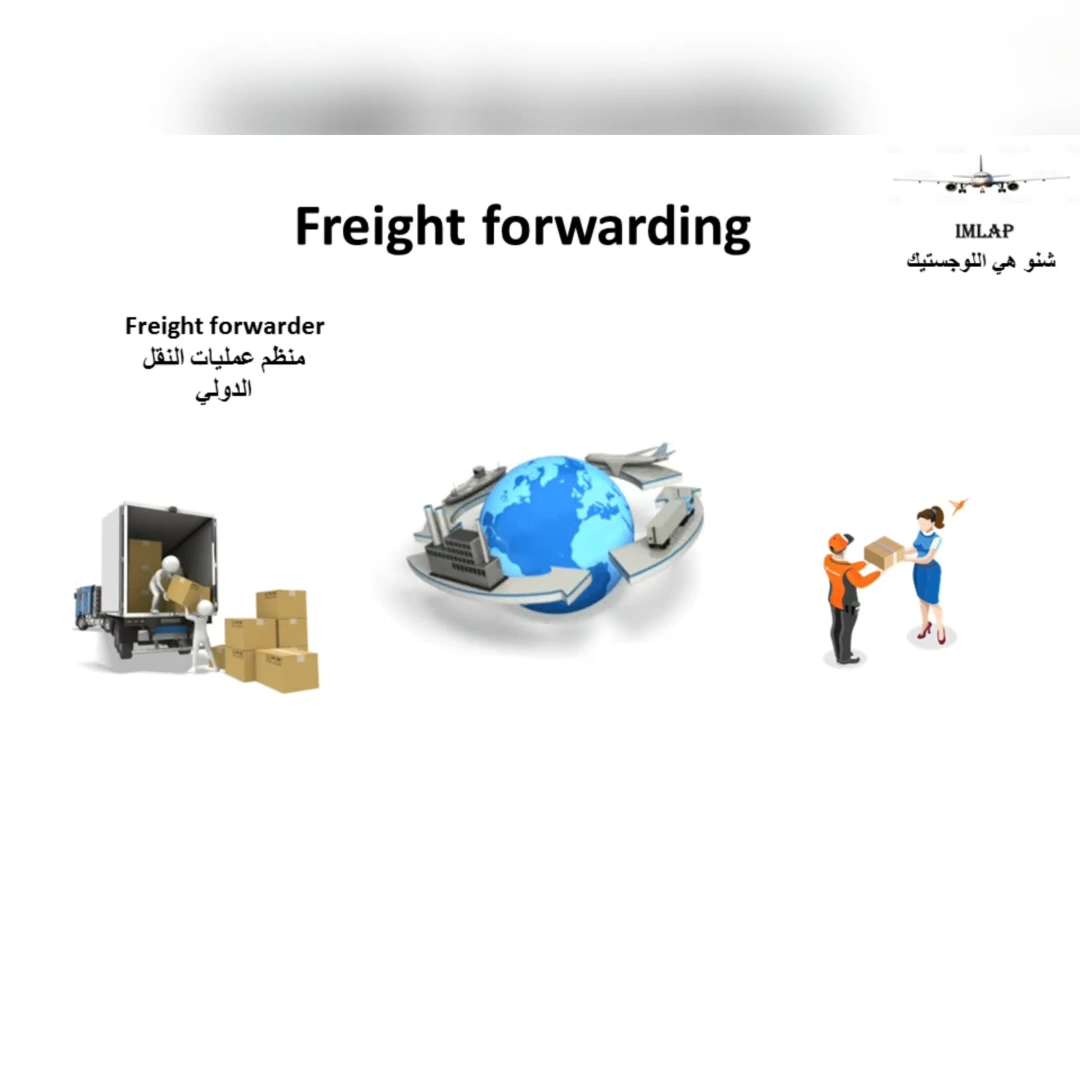 Freight forwarding
IMLAP
شنو هي اللوجستيك
Freight forwarder
منظم عمليات النقل
الدولي